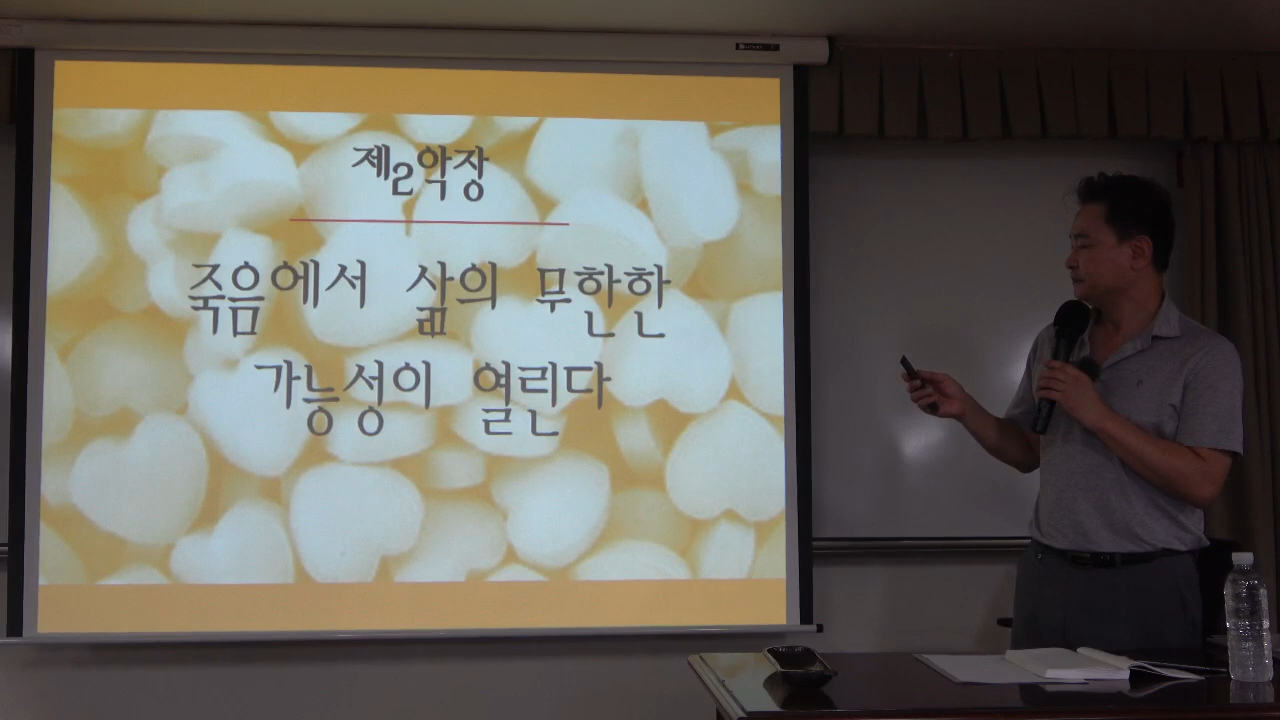 제2악장
죽음에서 삶의 무한한
가능성이 열린다